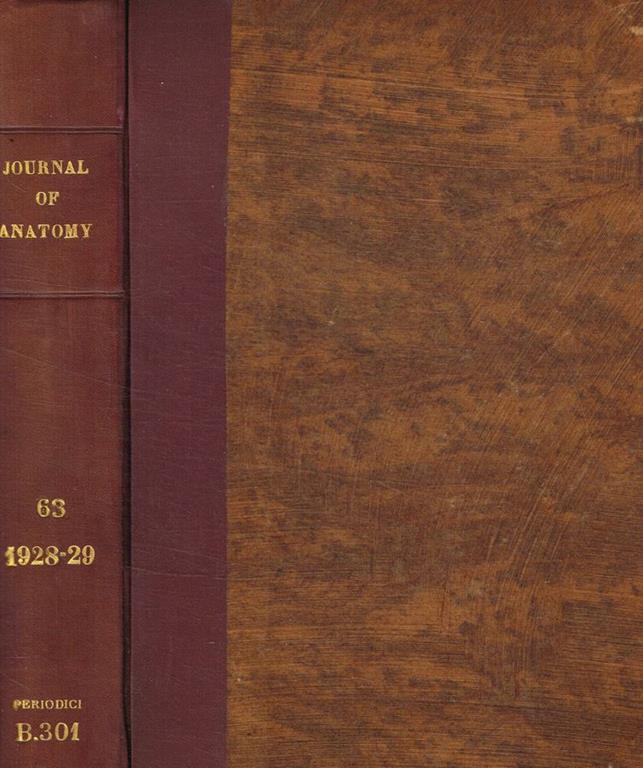 JOURNAL
OF
ANATOMY
63
1928-29
PERIODICI
B.301